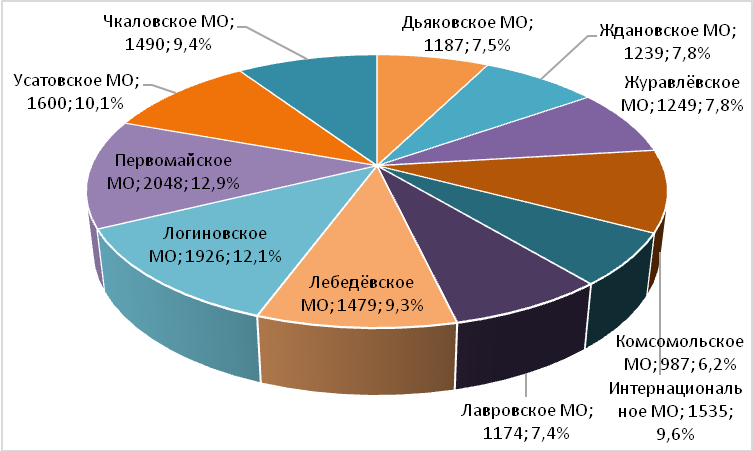 Чкаловское МО;
1490; 9,4%
Дьяковское МО;
1187; 7,5%
Ждановское МО;
1239; 7,8%
Журавлёвское
МО; 1249; 7,8%
Усатовское МО;
1600; 10,1%
Первомайское
МО; 2048; 12,9%
Логиновское
МО; 1926; 12,1%
Лебедёвское
МО; 1479; 9,3%
Комсомольское
МО; 987; 6,2%
Интернациональ
ное МО; 1535;
9,6%
Лавровское МО;
1174; 7,4%